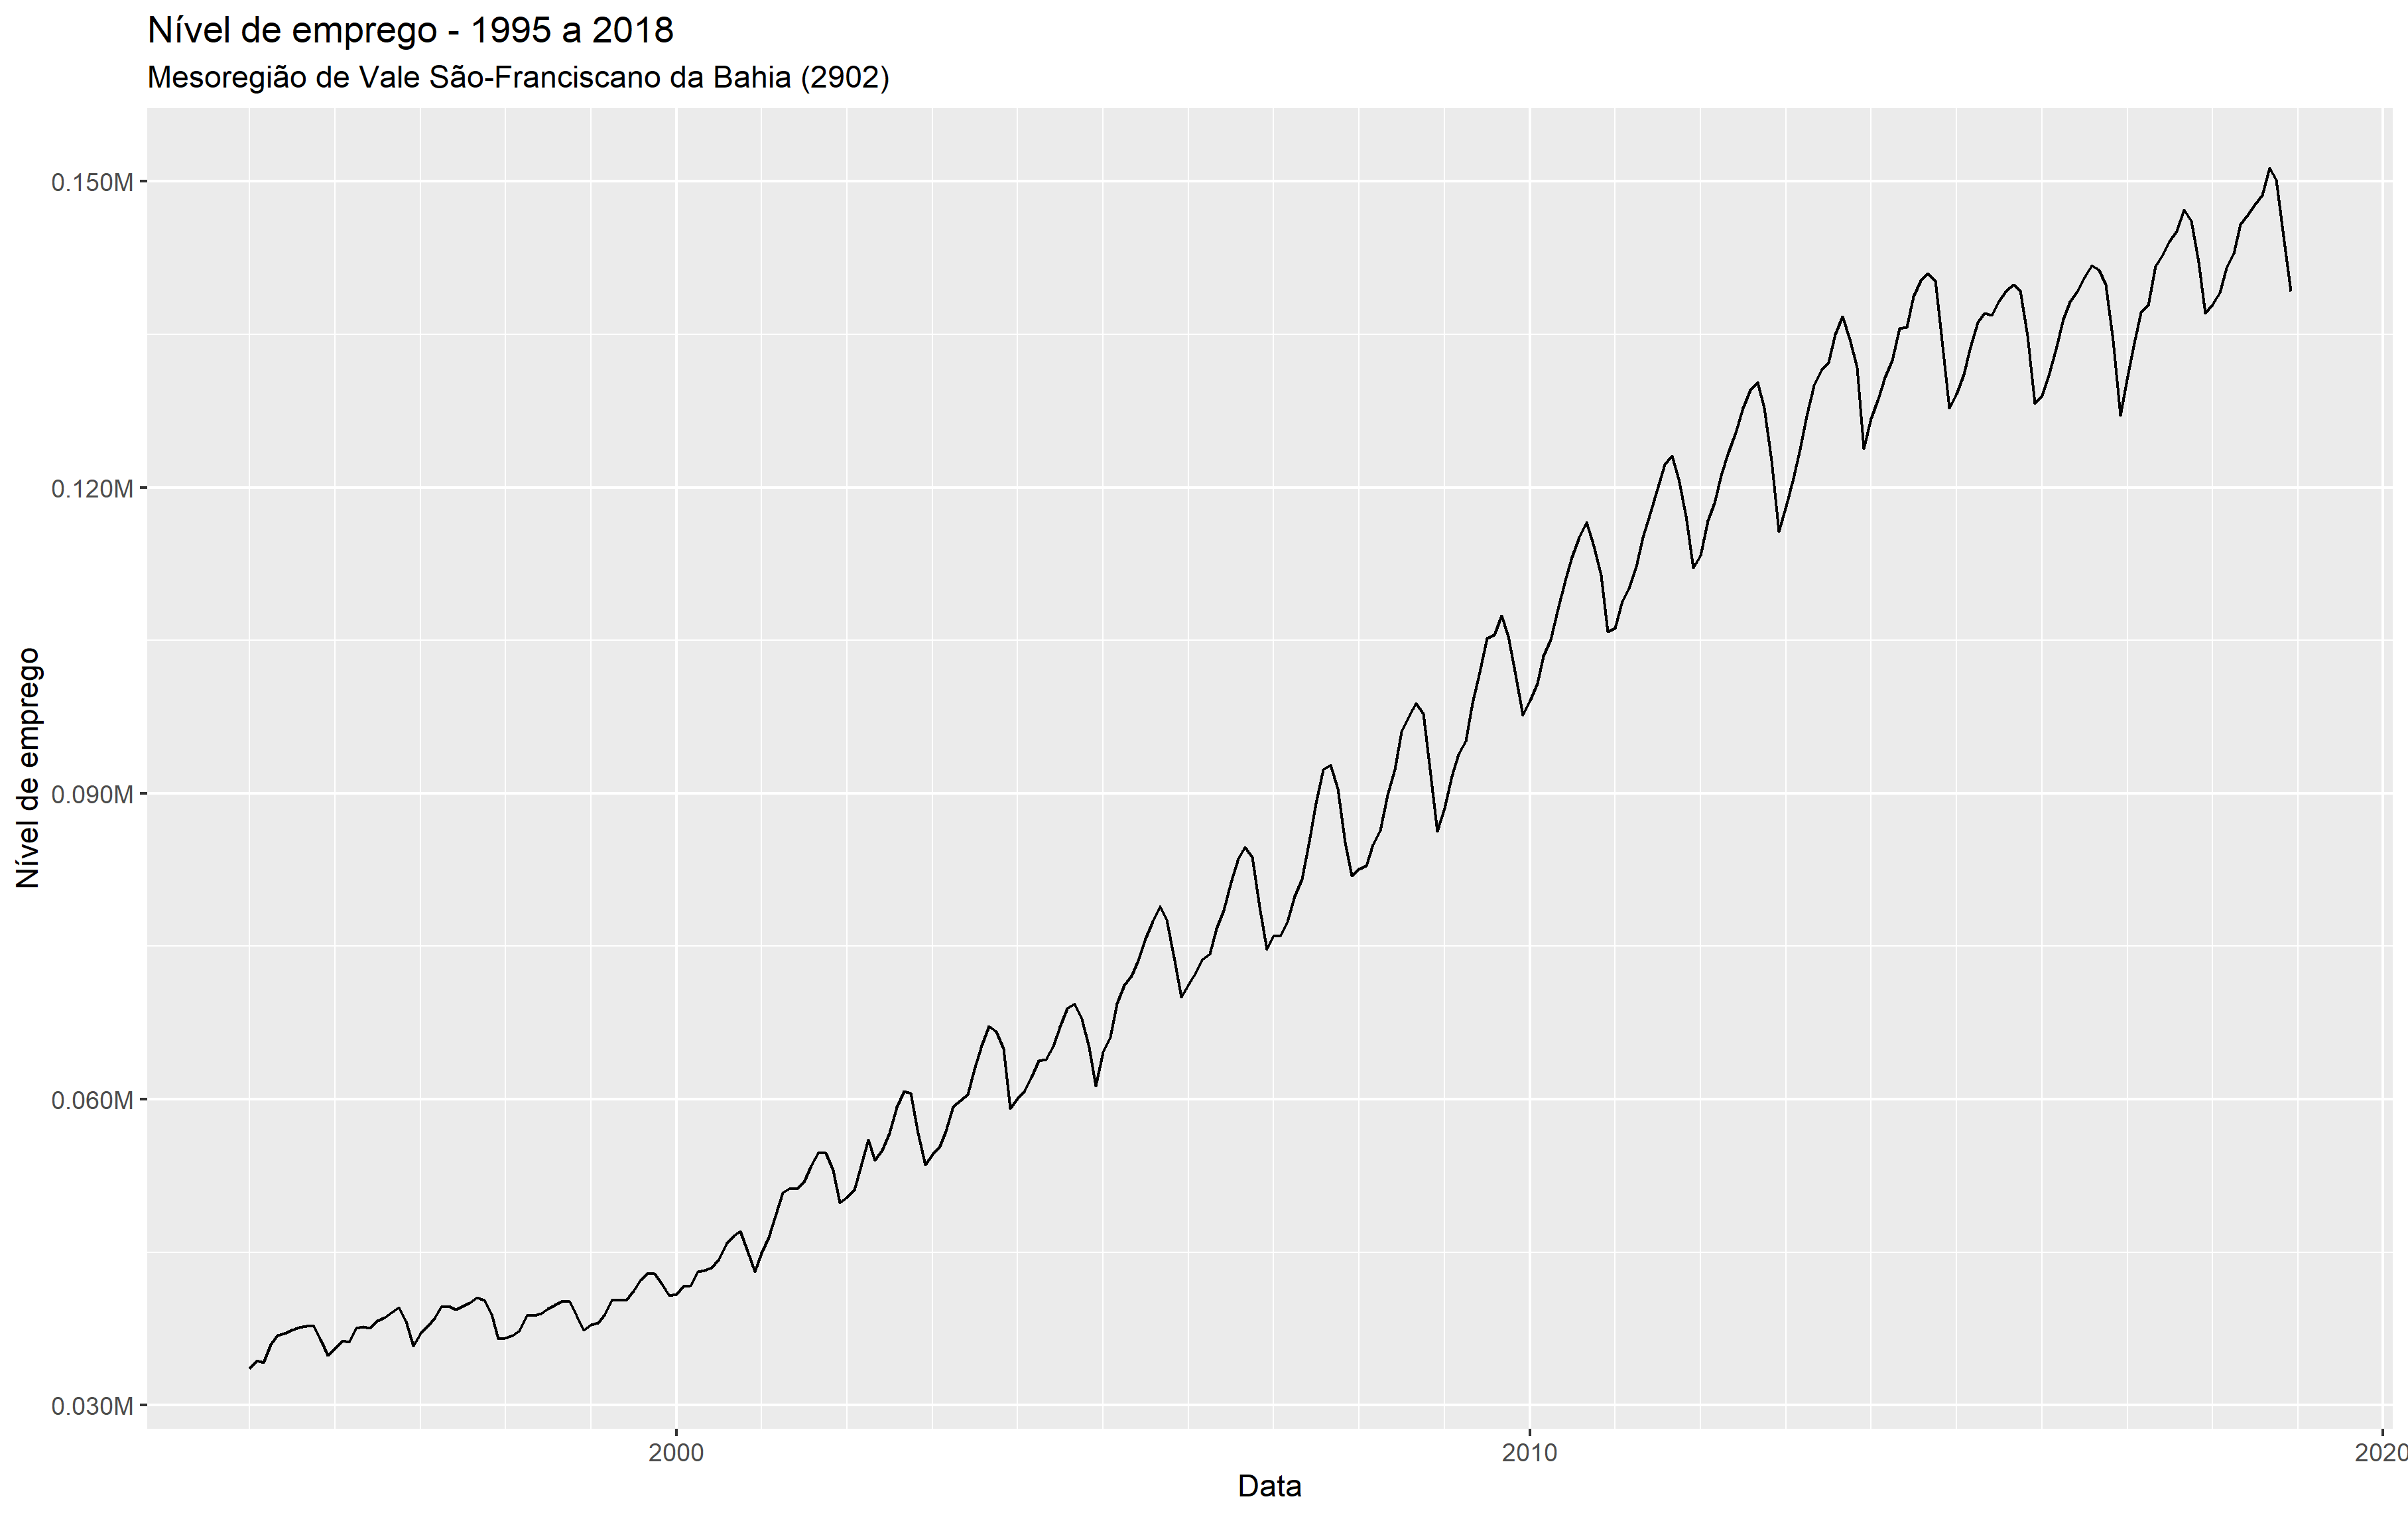 Nível de emprego - 1995 a 2018
Mesoregião de Vale São-Franciscano da Bahia (2902)
Nível de emprego
0.150M
0.120M
0.090M
0.060M
0.030M
2000
2010
2020
Data